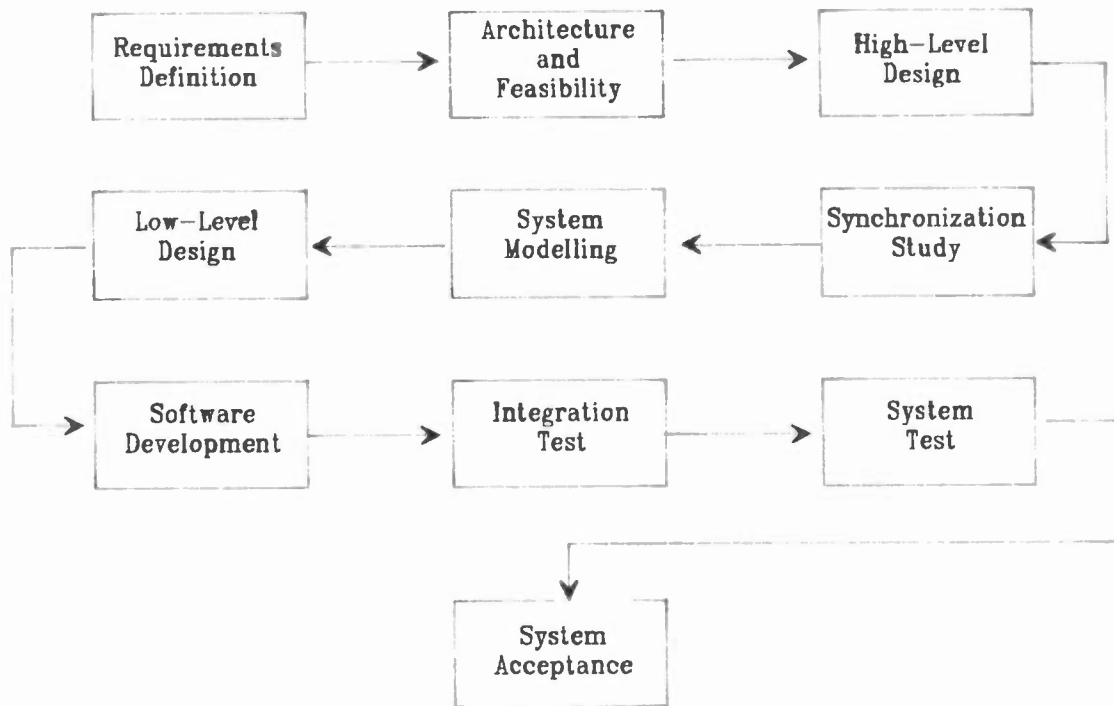 Requirements
Definition
Architecture
and
Feasibility
High-Level
Design
Low-Level
Design
System
Modelling
Synchronization
Study
Software
Development
Integration
Test
System
Test
System
Acceptance